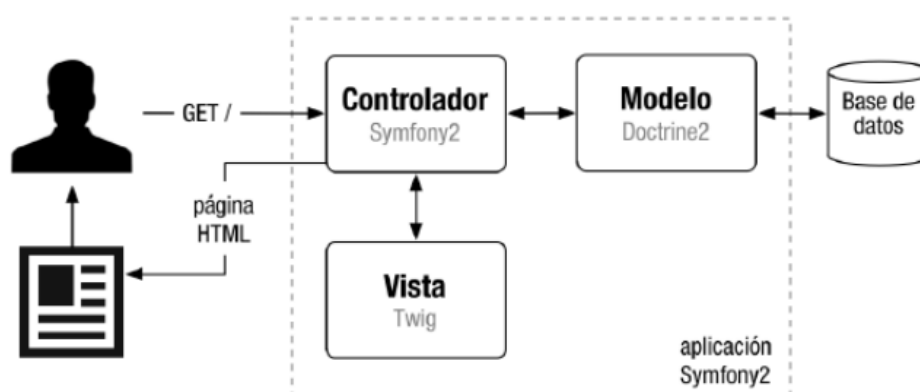 GET /
Controlador
Symfony2
Modelo
Doctrine2
Base de
datos
página
HTML
Vista
Twig
aplicación
Symfony2